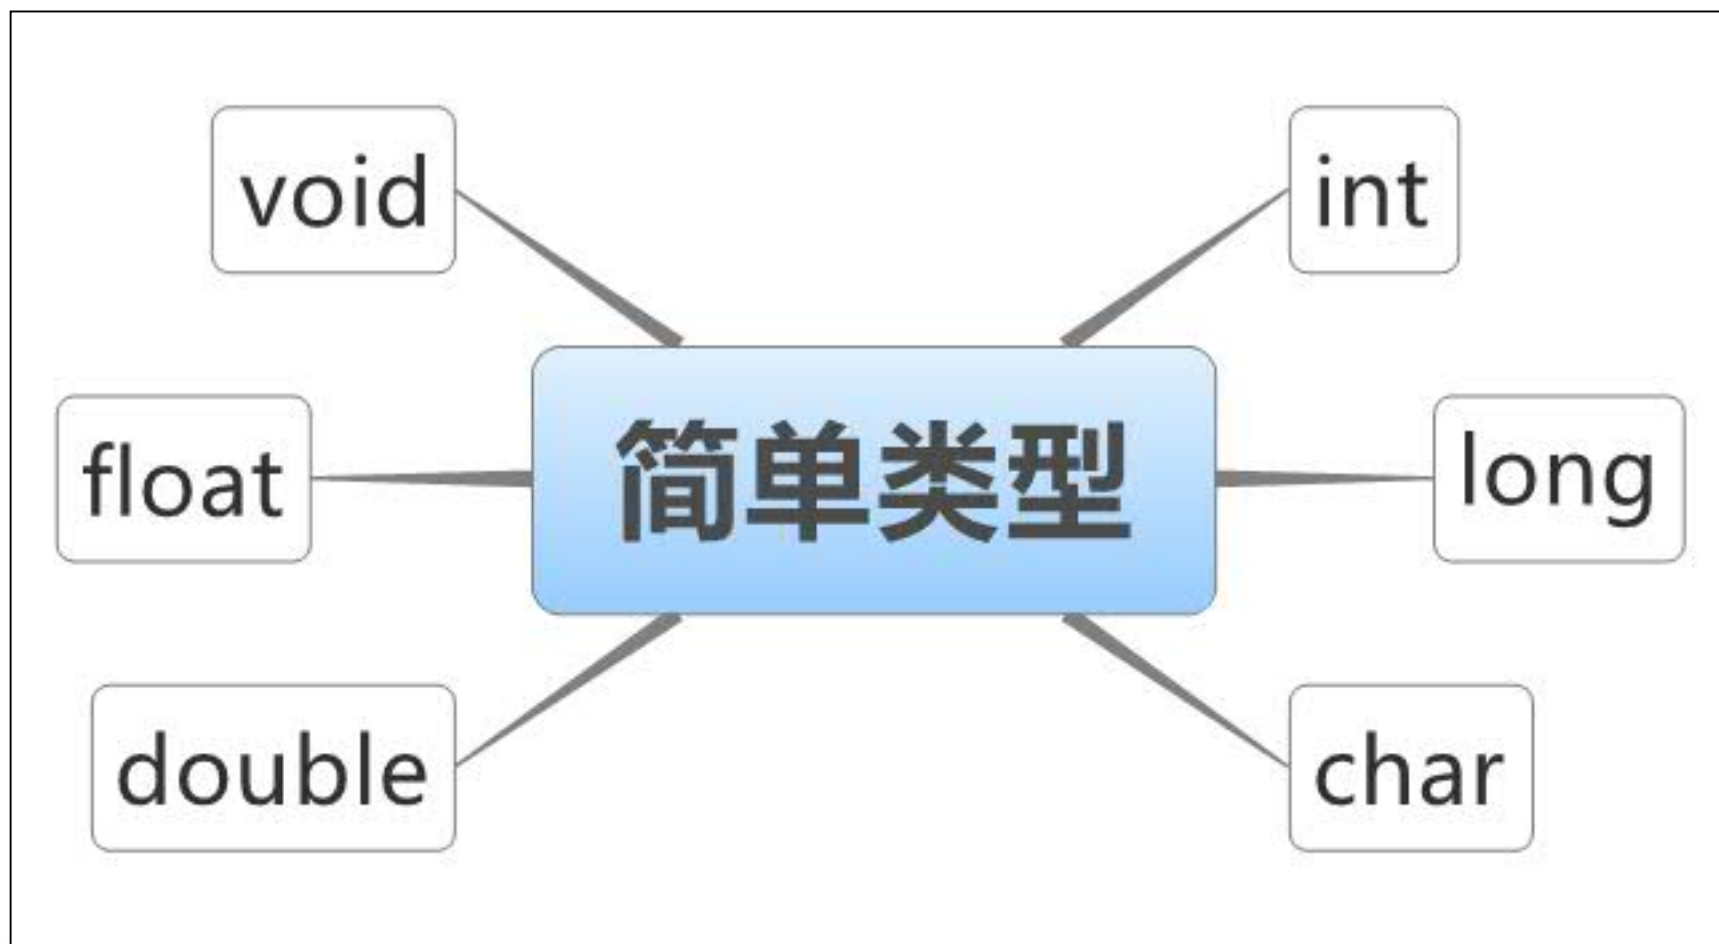 void
int
float
简单类型
long
double
char